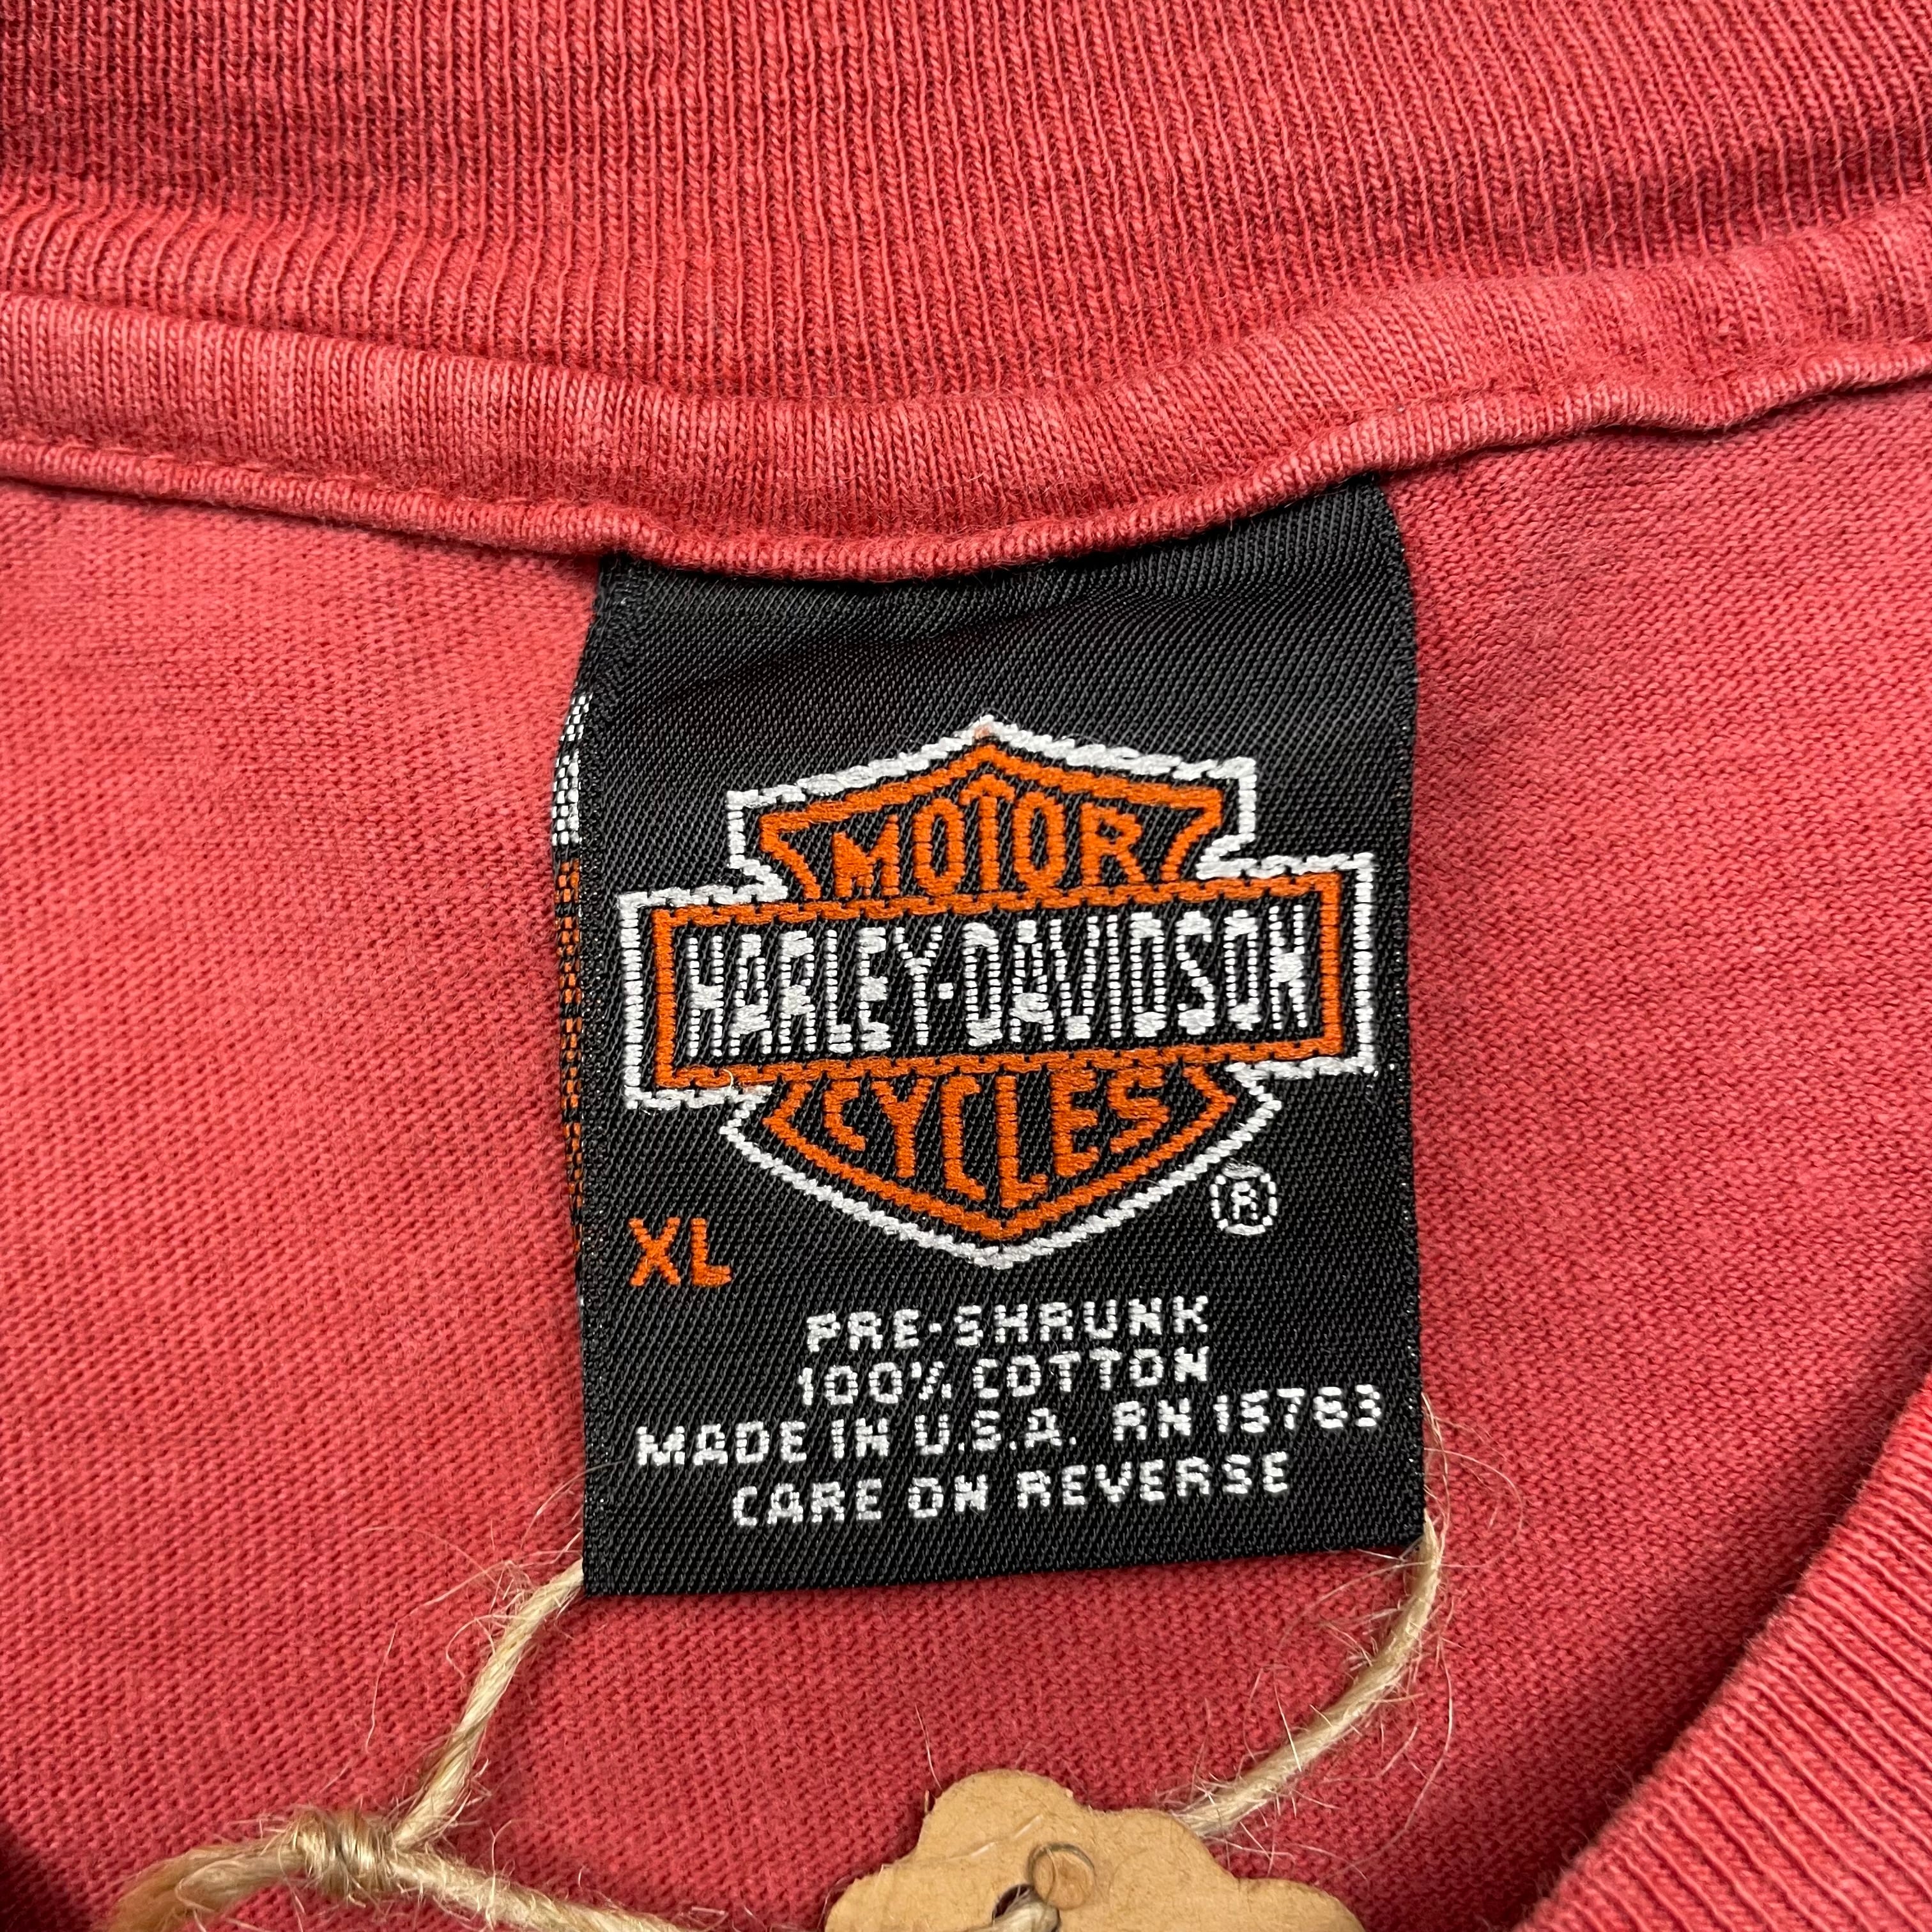 MOTOR
HARLEY-DAVIDSON
CYCLES
®
XL
PRE-SHRUNK
100% COTTON
MADE IN U.S.A. RN 15763
CARE ON REVERSE